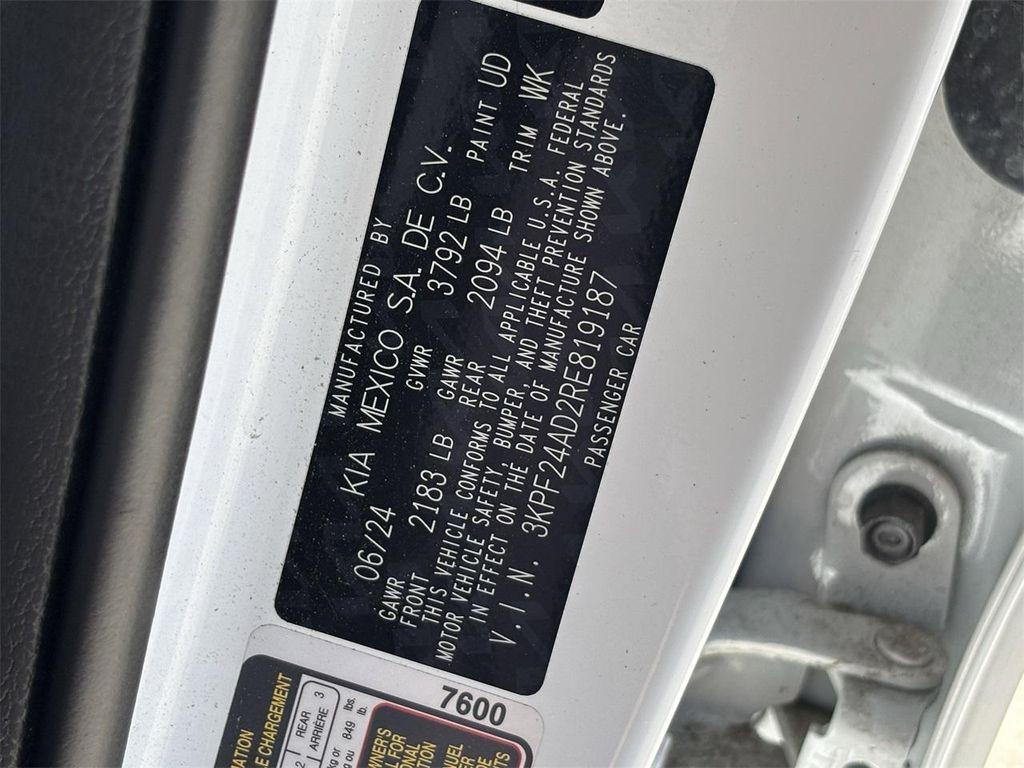 MANUFACTURED BY
06/24 KIA MEXICO S.A. DE C.V.
GVWR 3792 LB
GAWR FRONT 2183 LB GAWR REAR 2094 LB PAINT UD
TRIM WK
THIS VEHICLE CONFORMS TO ALL APPLICABLE U.S.A. FEDERAL
MOTOR VEHICLE SAFETY, BUMPER, AND THEFT PREVENTION STANDARDS
IN EFFECT ON THE DATE OF MANUFACTURE SHOWN ABOVE.
V.I.N. 3KPF24AD2RE819187
PASSENGER CAR
7600
E CHARGEMENT
REAR
ARRIÈRE 3
849 lb.